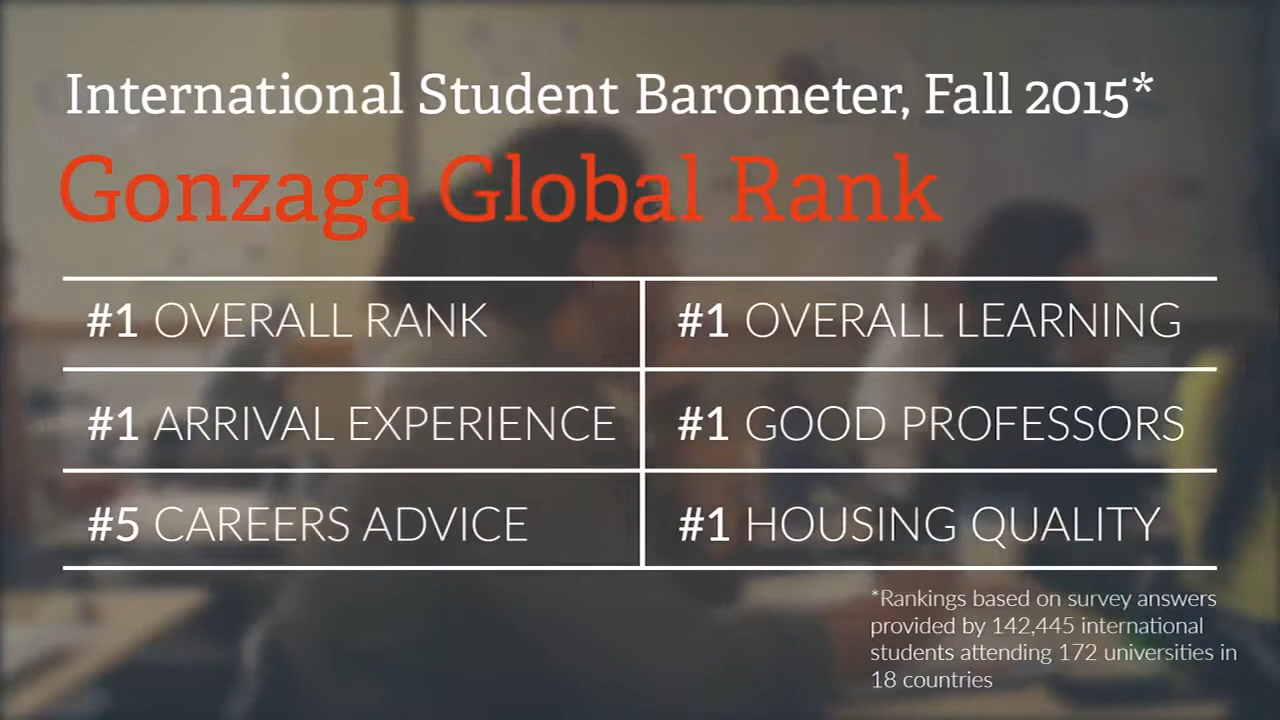 International Student Barometer, Fall 2015*
Gonzaga Global Rank
#1 OVERALL RANK
#1 OVERALL LEARNING
#1 ARRIVAL EXPERIENCE
#1 GOOD PROFESSORS
#5 CAREERS ADVICE
#1 HOUSING QUALITY
*Rankings based on survey answers
provided by 142,445 international
students attending 172 universities in
18 countries